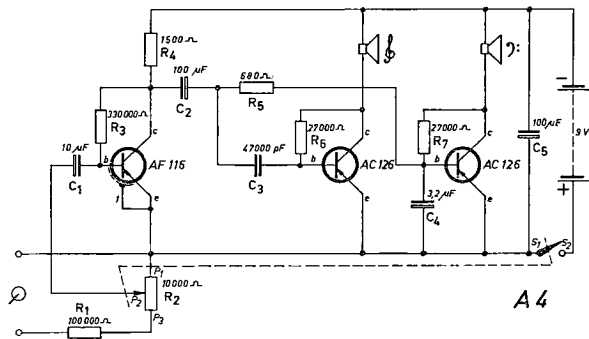 1500 Ω
R4
100 µF
C2
680 Ω
R5
330000 Ω
R3
10 µF
C1
b
c
e
1
AF 116
47000 pF
C3
27000 Ω
R6
b
c
e
AC 126
27000 Ω
R7
b
c
e
AC 126
3,2 µF
C4
100 µF
C5
−
9 V
+
S1
S2
P1
10000 Ω
R2
P2
P3
R1
100000 Ω
A 4